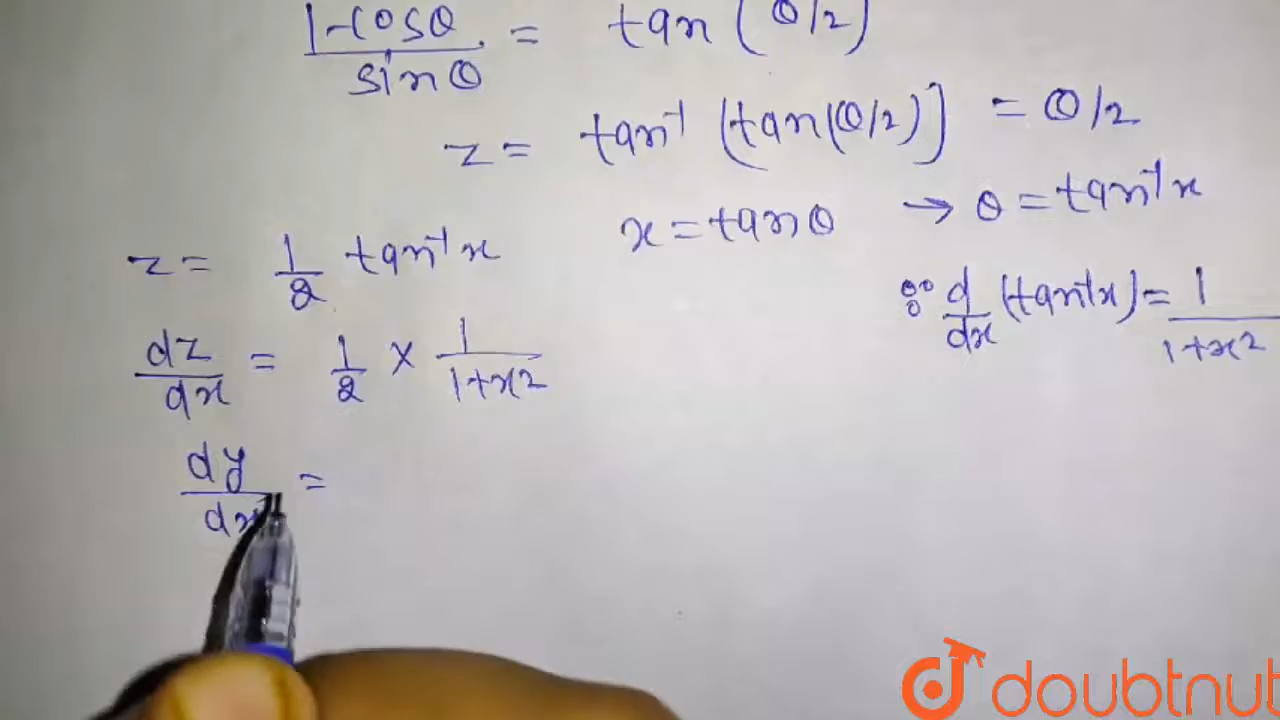 1-cosθ / sinθ = tan(θ/2)
z = tan⁻¹(tan(θ/2)] = θ/2
x = tanθ → θ = tan⁻¹x
z = 1/2 tan⁻¹x
∵ d/dx (tan⁻¹x) = 1/1+x²
dz/dx = 1/2 × 1/1+x²
dy/dx =
doubtnut